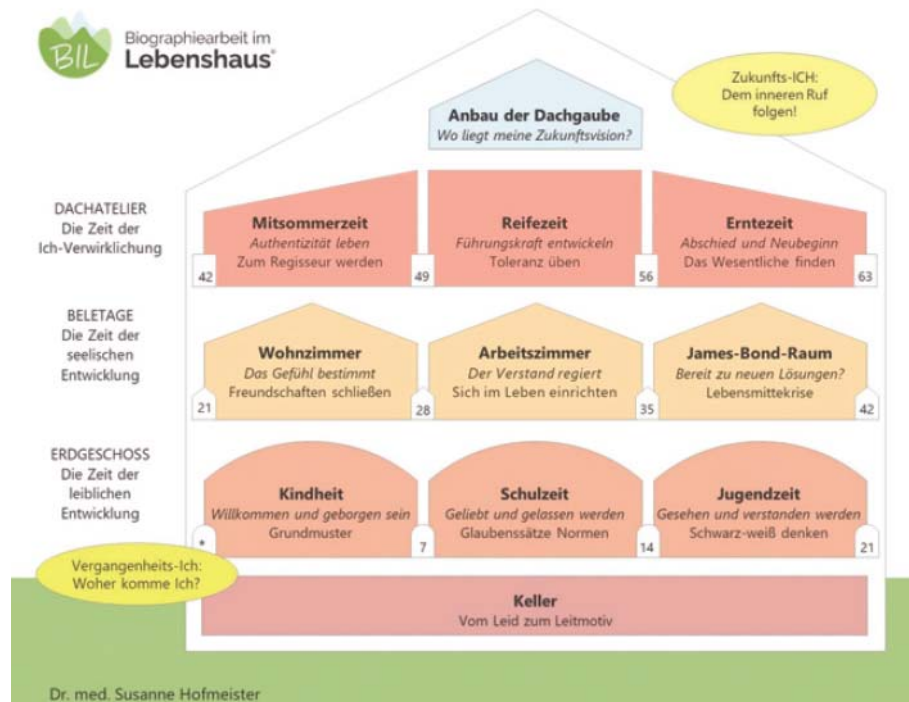 BIL
Biographiearbeit im
Lebenshaus®
Zukunfts-ICH:
Dem inneren Ruf
folgen!
Anbau der Dachgaube
Wo liegt meine Zukunftsvision?
DACHATELIER
Die Zeit der
Ich-Verwirklichung
Mitsommerzeit
Authentizität leben
Zum Regisseur werden
Reifezeit
Führungskraft entwickeln
Toleranz üben
Erntezeit
Abschied und Neubeginn
Das Wesentliche finden
42
49
56
63
BELETAGE
Die Zeit der
seelischen
Entwicklung
Wohnzimmer
Das Gefühl bestimmt
Freundschaften schließen
Arbeitszimmer
Der Verstand regiert
Sich im Leben einrichten
James-Bond-Raum
Bereit zu neuen Lösungen?
Lebensmittekrise
21
28
35
42
ERDGESCHOSS
Die Zeit der
leiblichen
Entwicklung
Kindheit
Willkommen und geborgen sein
Grundmuster
Schulzeit
Geliebt und gelassen werden
Glaubenssätze Normen
Jugendzeit
Gesehen und verstanden werden
Schwarz-weiß denken
*
7
14
21
Vergangenheits-Ich:
Woher komme Ich?
Keller
Vom Leid zum Leitmotiv
Dr. med. Susanne Hofmeister